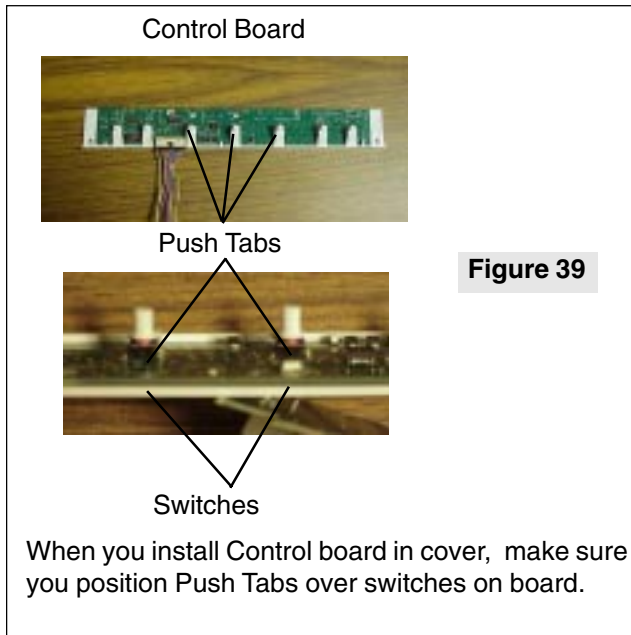 Control Board
Push Tabs
Figure 39
Switches
When you install Control board in cover, make sure
you position Push Tabs over switches on board.